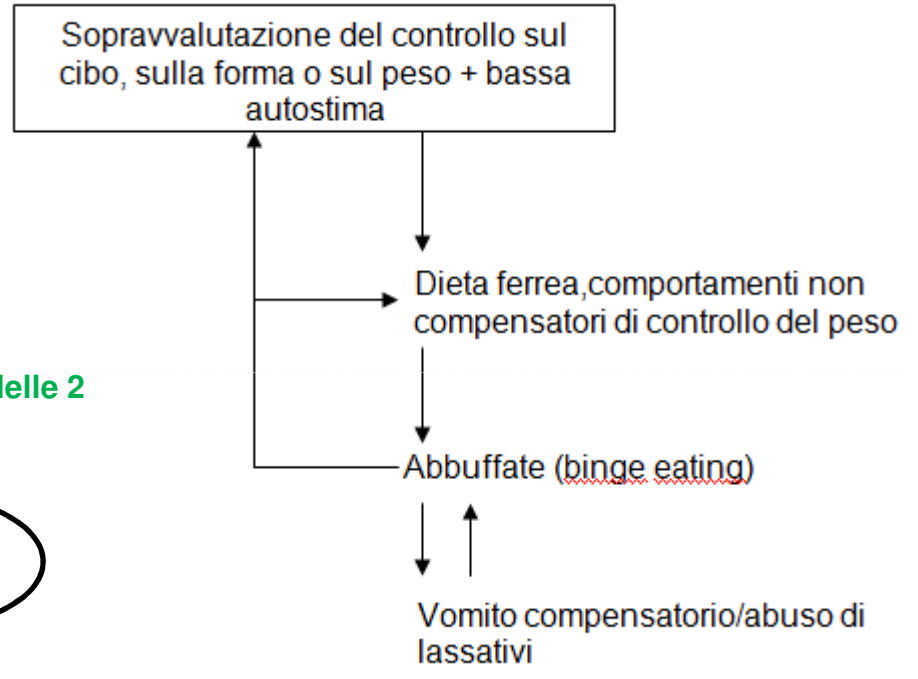 Sopravvalutazione del controllo sul
cibo, sulla forma o sul peso + bassa
autostima
Dieta ferrea,comportamenti non
compensatori di controllo del peso
elle 2
Abbuffate (binge eating)
Vomito compensatorio/abuso di
lassativi